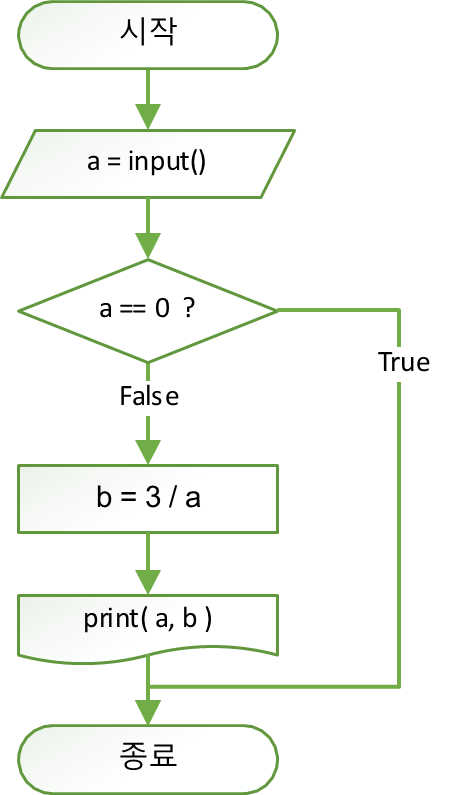 시작
a = input()
a == 0 ?
True
False
b = 3 / a
print( a, b )
종료